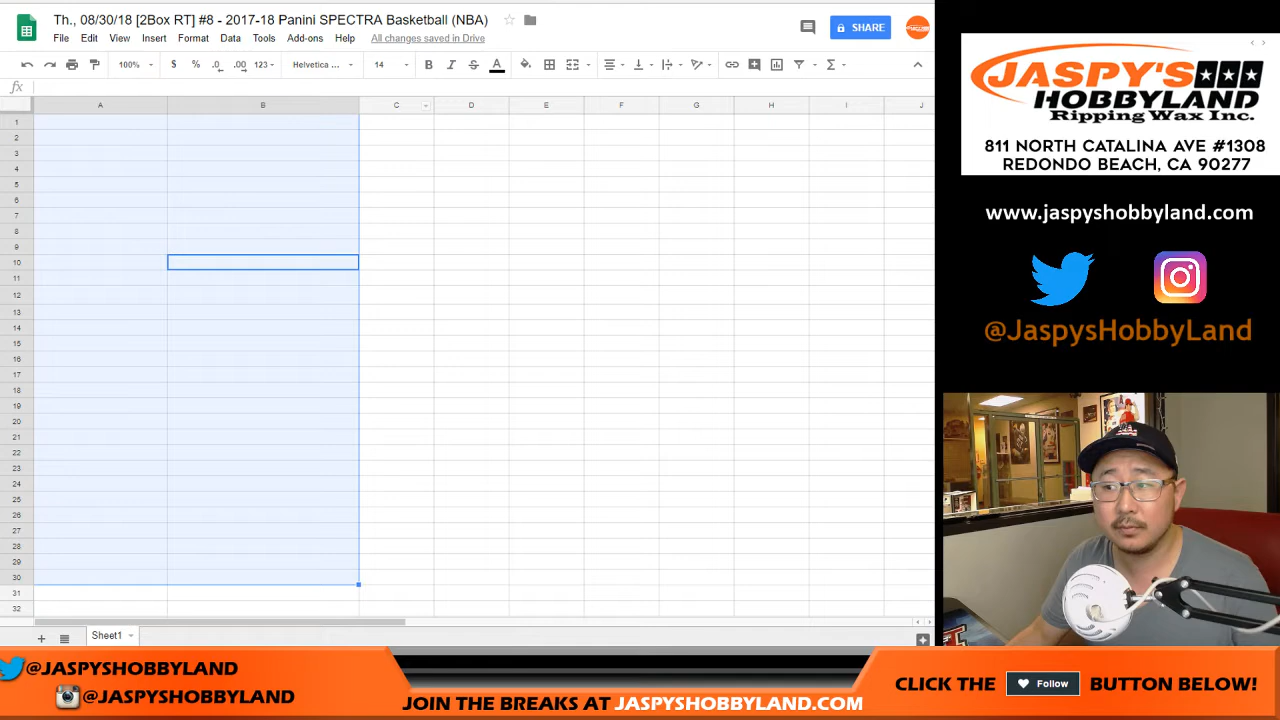 Th., 08/30/18 [2Box RT] #8 - 2017-18 Panini SPECTRA Basketball (NBA)
File Edit View Insert Format Data Tools Add-ons Help All changes saved in Drive
SHARE
100% $ % .0 .00 123 Helvetica ... 14 B I S A
fx
A B C D E F G H I J
1
2
3
4
5
6
7
8
9
10
11
12
13
14
15
16
17
18
19
20
21
22
23
24
25
26
27
28
29
30
31
32
Sheet1
JASPY'S
HOBBYLAND
Ripping Wax Inc.
811 NORTH CATALINA AVE #1308
REDONDO BEACH, CA 90277
www.jaspyshobbyland.com
@JaspysHobbyLand
@JASPYSHOBBYLAND
@JASPYSHOBBYLAND
JOIN THE BREAKS AT JASPYSHOBBYLAND.COM
CLICK THE Follow BUTTON BELOW!